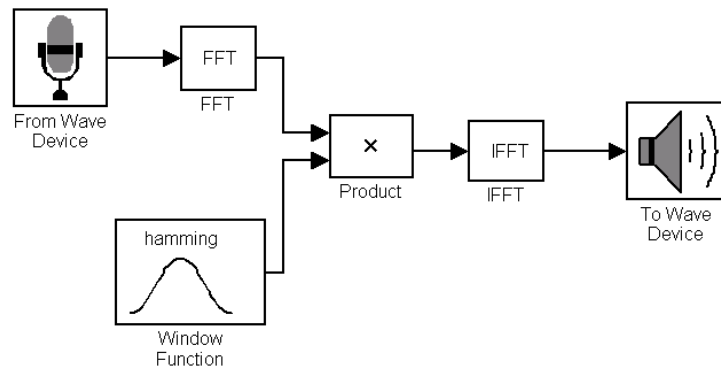 From Wave
Device
FFT
FFT
hamming
Window
Function
×
Product
IFFT
IFFT
To Wave
Device